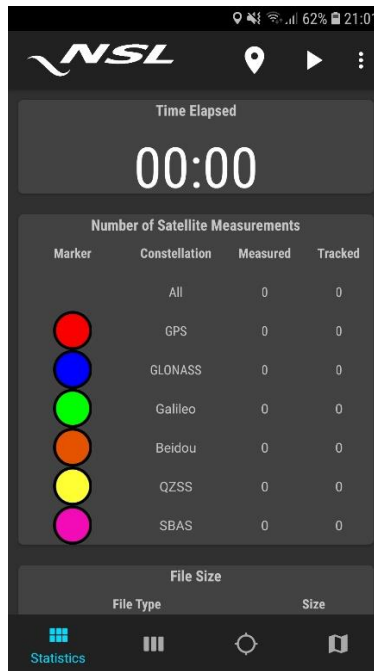 62% 21:01
NSL
Time Elapsed
00:00
Number of Satellite Measurements
Marker Constellation Measured Tracked
All 0 0
GPS 0 0
GLONASS 0 0
Galileo 0 0
Beidou 0 0
QZSS 0 0
SBAS 0 0
File Size
File Type Size
Statistics